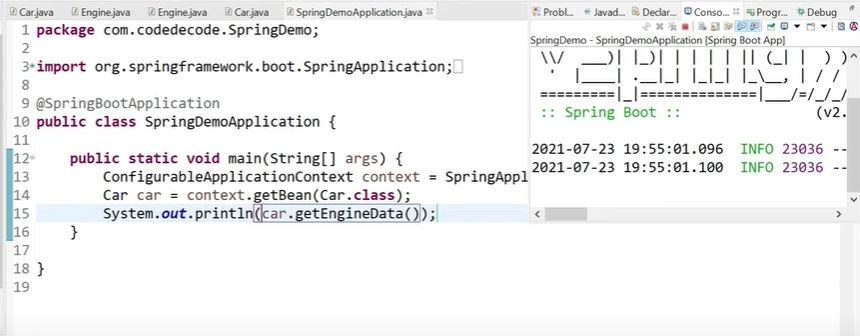 Car.java Engine.java Engine.java Car.java SpringDemoApplication.java
1 package com.codedecode.SpringDemo;
2
3 import org.springframework.boot.SpringApplication;
8
9 @SpringBootApplication
10 public class SpringDemoApplication {
11
12 public static void main(String[] args) {
13 ConfigurableApplicationContext context = SpringAppl
14 Car car = context.getBean(Car.class);
15 System.out.println(car.getEngineData());
16 }
17
18 }
19
Probl... Javad... Declar... Conso... Progr... Debug
SpringDemo - SpringDemoApplication [Spring Boot App]
:: Spring Boot :: (v2.
2021-07-23 19:55:01.096 INFO 23036 --
2021-07-23 19:55:01.100 INFO 23036 --